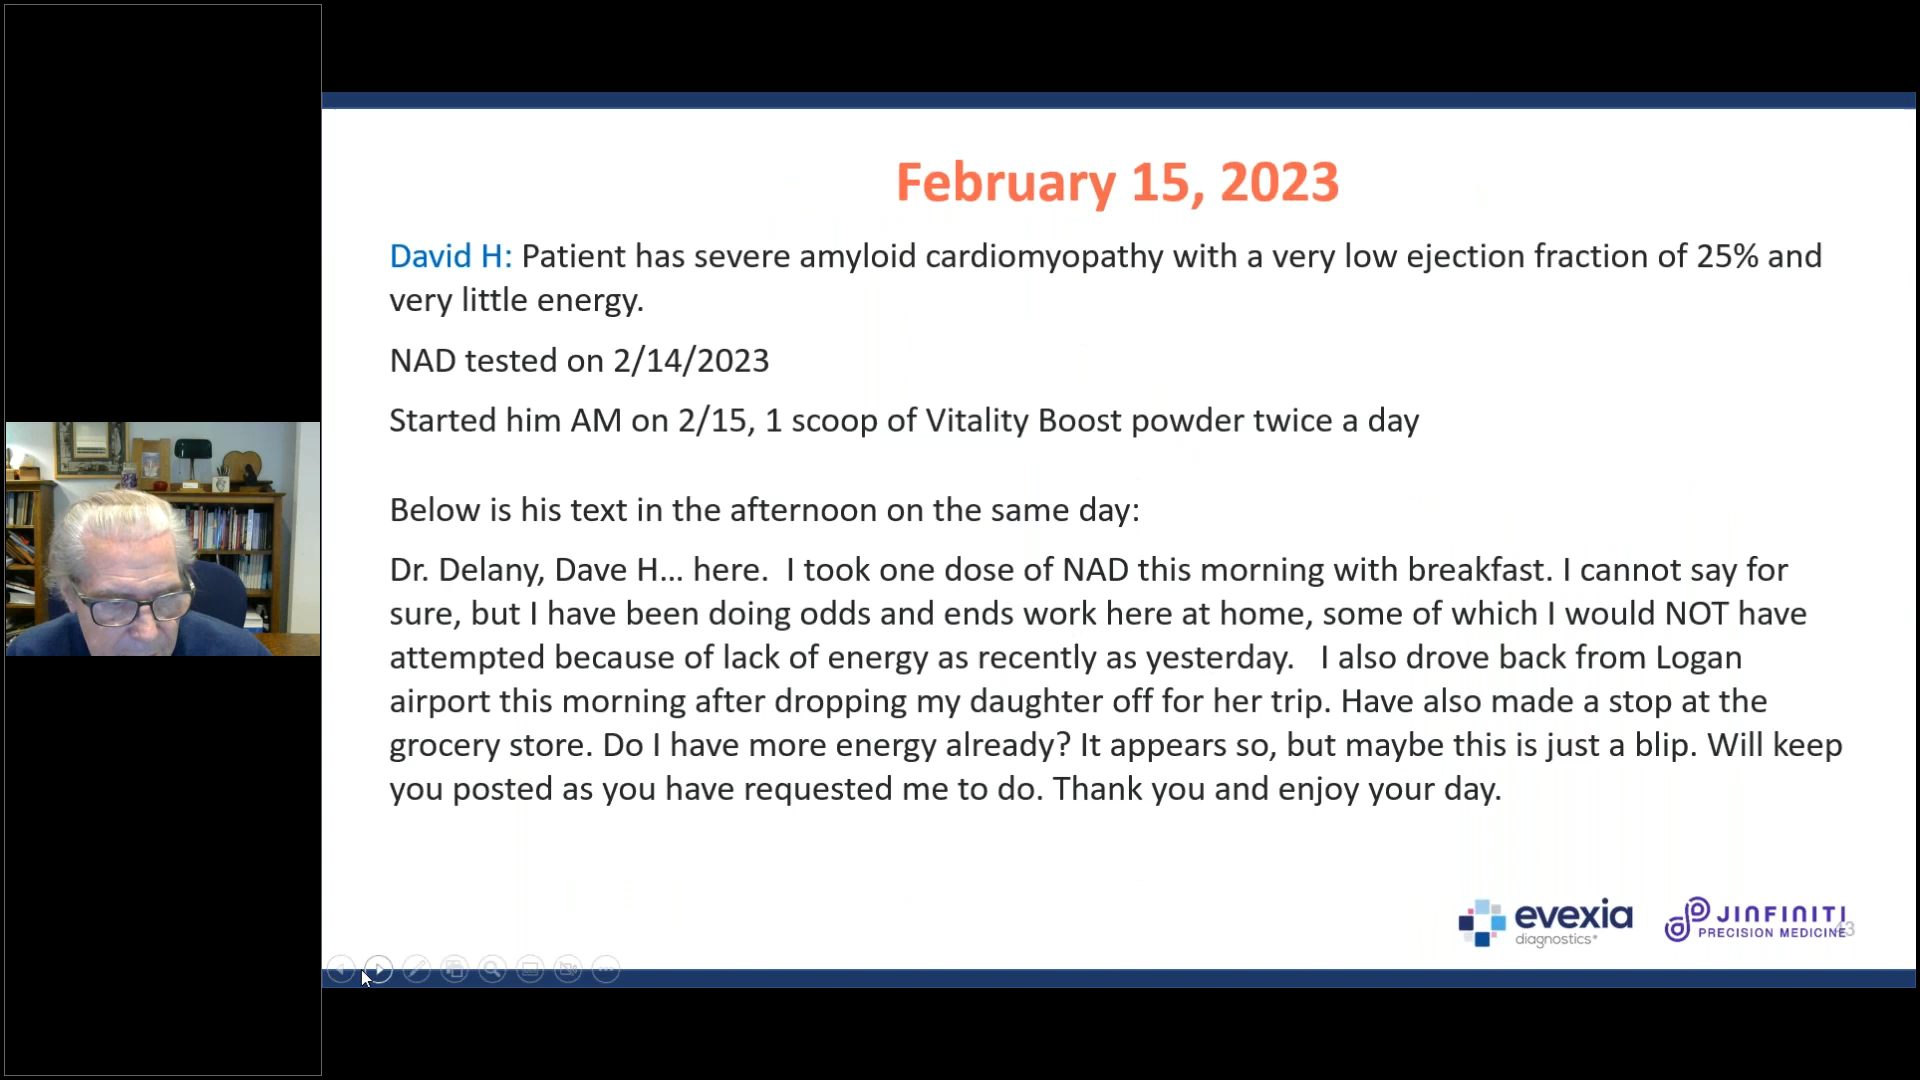 February 15, 2023
David H: Patient has severe amyloid cardiomyopathy with a very low ejection fraction of 25% and
very little energy.
NAD tested on 2/14/2023
Started him AM on 2/15, 1 scoop of Vitality Boost powder twice a day
Below is his text in the afternoon on the same day:
Dr. Delany, Dave H... here.  I took one dose of NAD this morning with breakfast. I cannot say for
sure, but I have been doing odds and ends work here at home, some of which I would NOT have
attempted because of lack of energy as recently as yesterday.   I also drove back from Logan
airport this morning after dropping my daughter off for her trip. Have also made a stop at the
grocery store. Do I have more energy already? It appears so, but maybe this is just a blip. Will keep
you posted as you have requested me to do. Thank you and enjoy your day.
evexia
diagnostics
JINFINITI
PRECISION MEDICINE
43